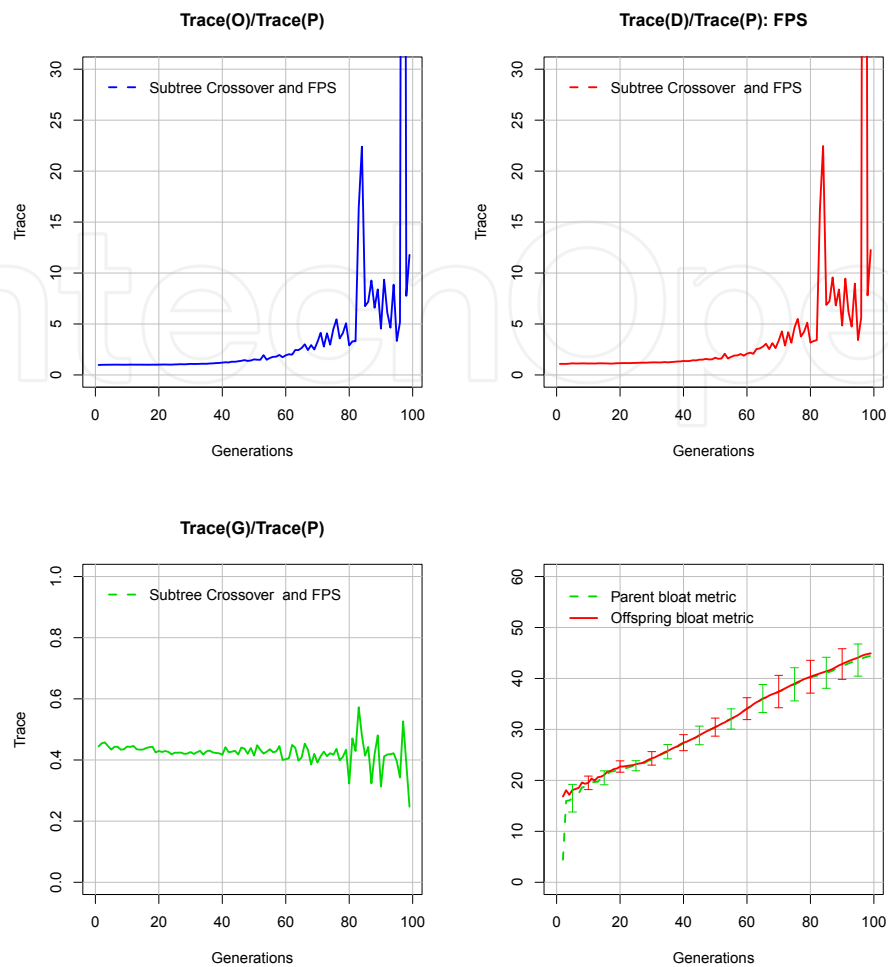 Trace(O)/Trace(P)
Trace
30
25
20
15
10
5
0
Subtree Crossover and FPS
0 20 40 60 80 100
Generations
Trace(D)/Trace(P): FPS
Trace
30
25
20
15
10
5
0
Subtree Crossover and FPS
0 20 40 60 80 100
Generations
Trace(G)/Trace(P)
Trace
1.0
0.8
0.6
0.4
0.2
0.0
Subtree Crossover and FPS
0 20 40 60 80 100
Generations
60
50
40
30
20
10
0
Parent bloat metric
Offspring bloat metric
0 20 40 60 80 100
Generations